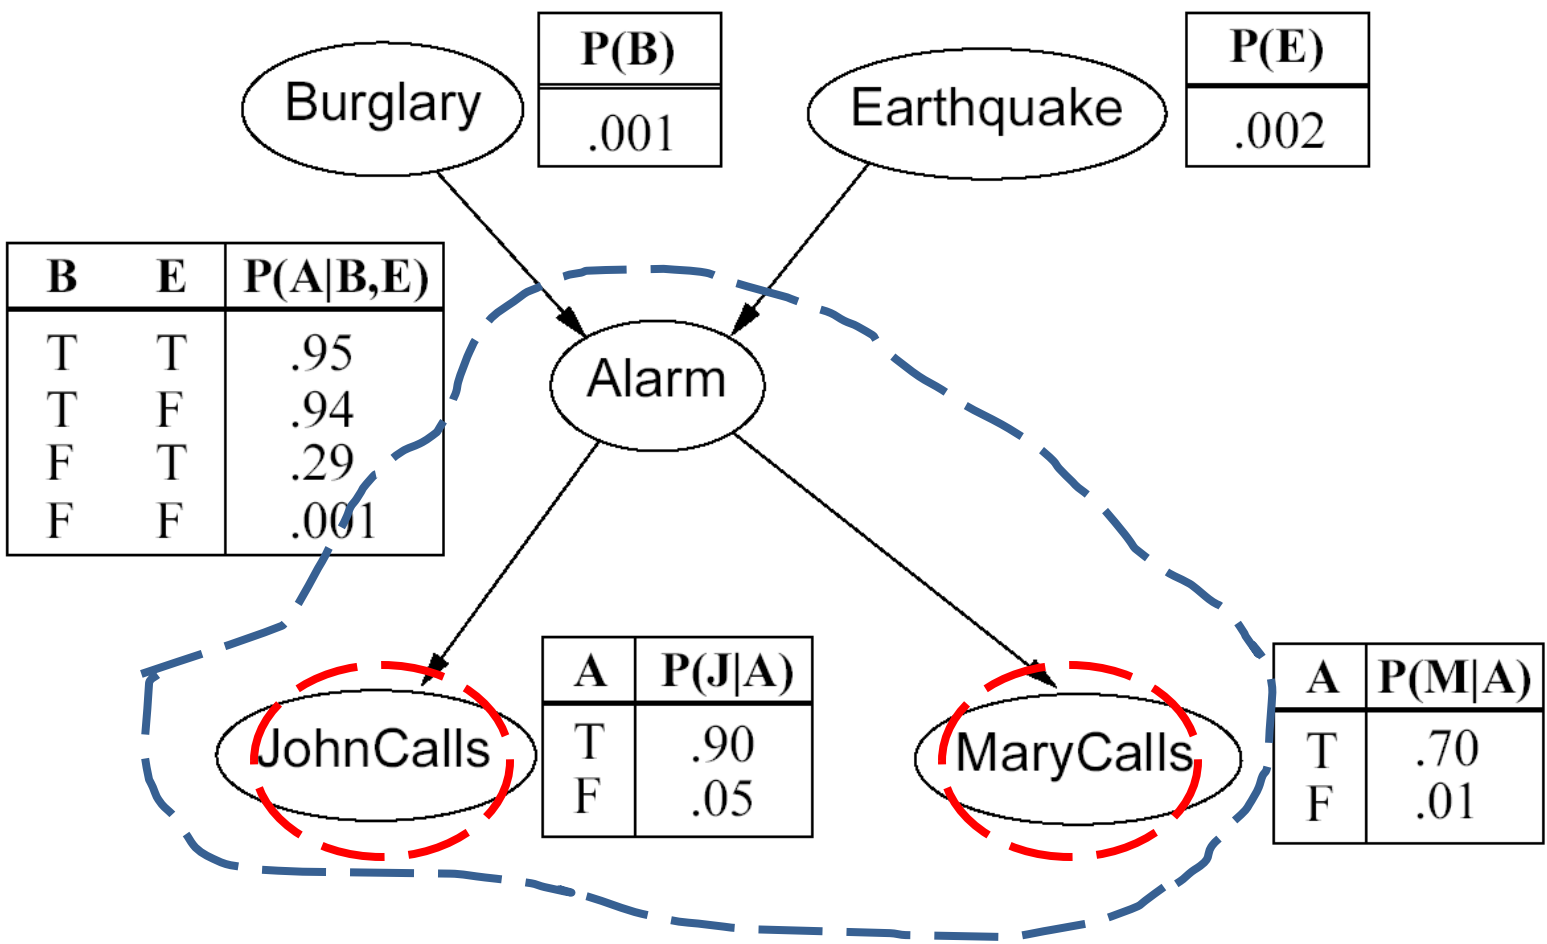 Burglary
P(B)
.001
Earthquake
P(E)
.002
B E P(A|B,E)
T T .95
T F .94
F T .29
F F .001
Alarm
JohnCalls
A P(J|A)
T .90
F .05
MaryCalls
A P(M|A)
T .70
F .01